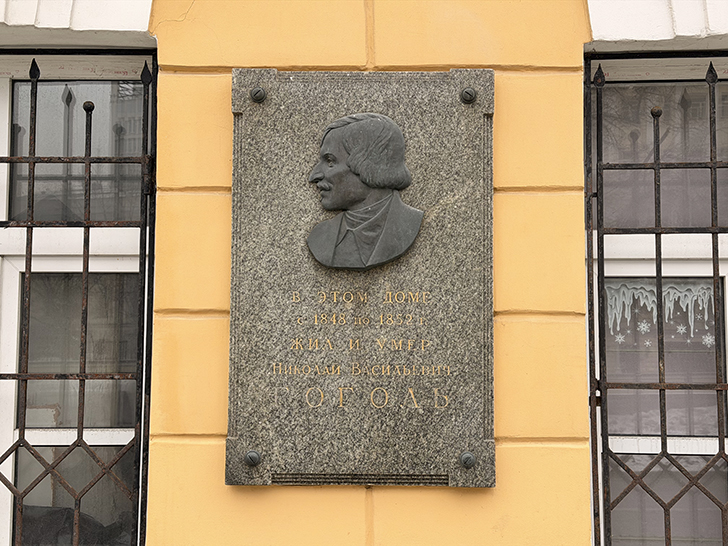 В ЭТОМ ДОМЕ
с 1848 по 1852 г.
ЖИЛ И УМЕР
Николай Васильевич
ГОГОЛЬ